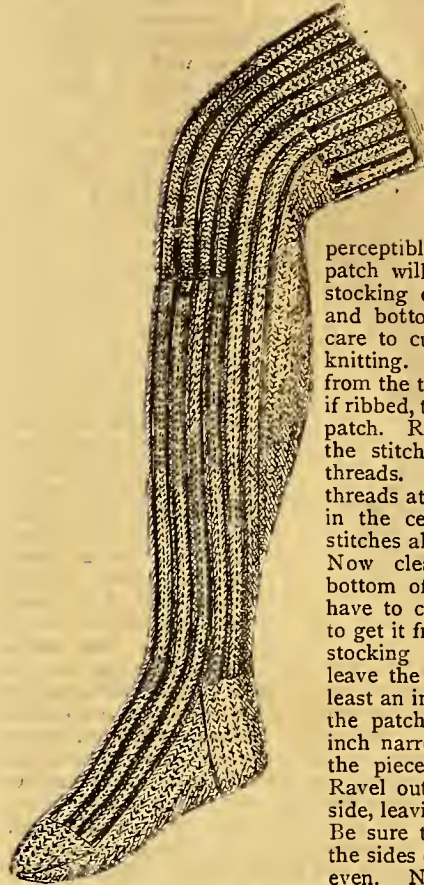 perceptibl
patch will
stocking
and botto
care to cu
knitting.
from the t
if ribbed, t
patch. R
the stitch
threads.
threads at
in the ce
stitches al
Now clea
bottom of
have to c
to get it fr
stocking
leave the
least an in
the patch
inch narr
the piece
Ravel out
side, leavi
Be sure t
the sides
even. N